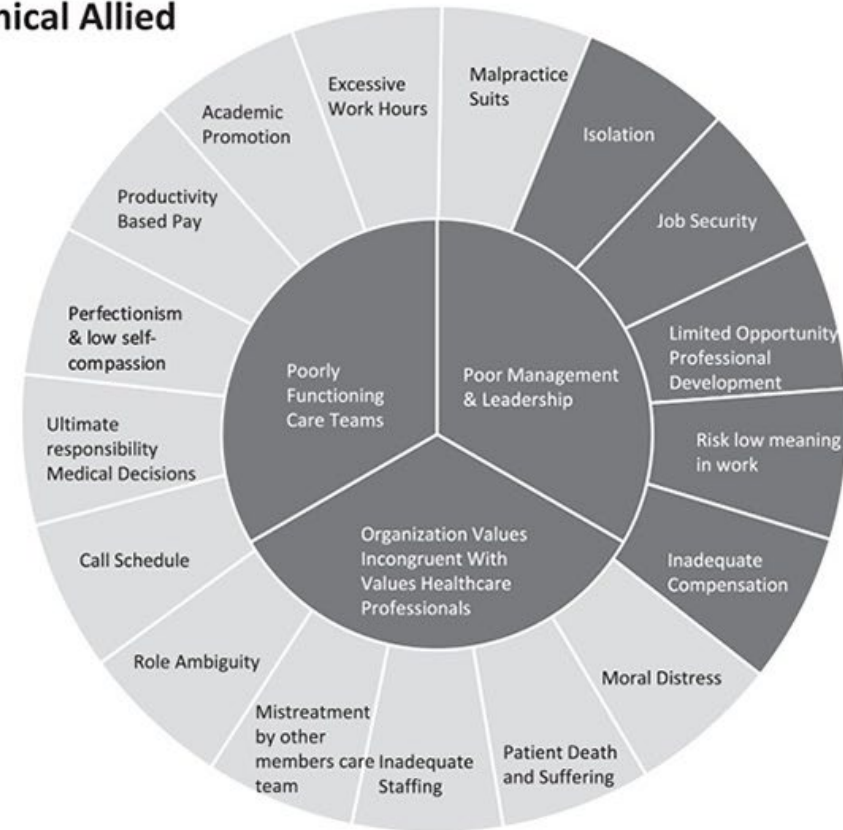 Allied
Malpractice
Suits
Isolation
Job Security
Limited Opportunity
Professional
Development
Risk low meaning
in work
Inadequate
Compensation
Moral Distress
Patient Death
and Suffering
Inadequate
Staffing
Mistreatment
by other
members care
team
Role Ambiguity
Call Schedule
Ultimate
responsibility
Medical Decisions
Perfectionism
& low self-
compassion
Productivity
Based Pay
Academic
Promotion
Excessive
Work Hours
Poorly
Functioning
Care Teams
Poor Management
& Leadership
Organization Values
Incongruent With
Values Healthcare
Professionals